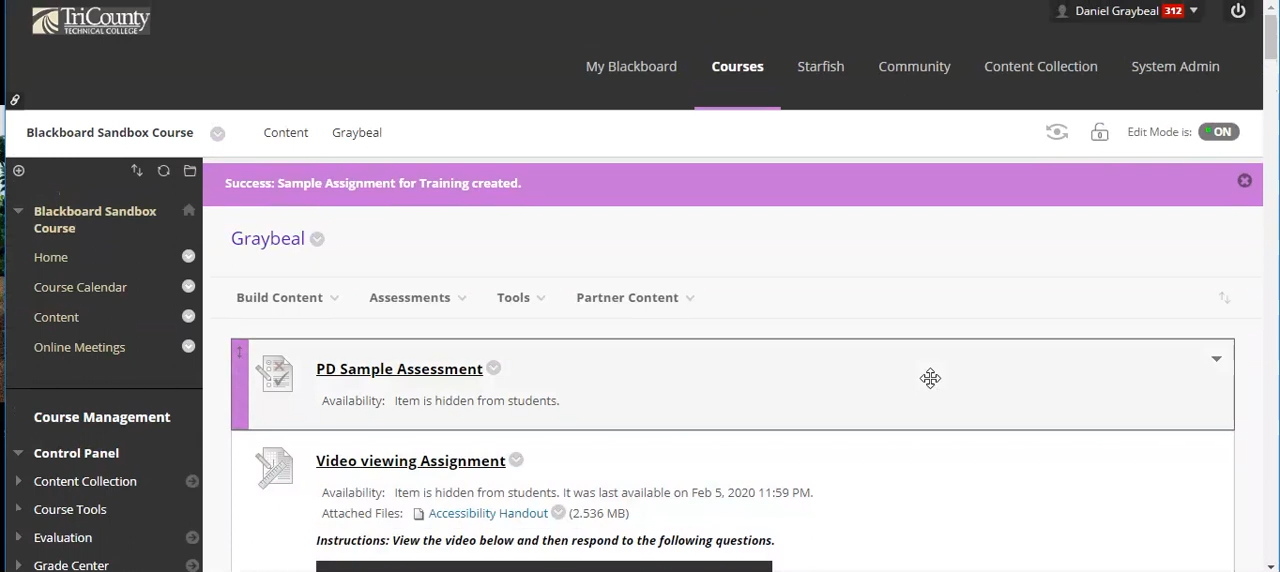 TriCounty
TECHNICAL COLLEGE
Daniel Graybeal 312
My Blackboard Courses Starfish Community Content Collection System Admin
Blackboard Sandbox Course Content Graybeal Edit Mode is: ON
Success: Sample Assignment for Training created.
Blackboard Sandbox
Course
Home
Course Calendar
Content
Online Meetings
Course Management
Control Panel
Content Collection
Course Tools
Evaluation
Grade Center
Graybeal
Build Content Assessments Tools Partner Content
PD Sample Assessment
Availability: Item is hidden from students.
Video viewing Assignment
Availability: Item is hidden from students. It was last available on Feb 5, 2020 11:59 PM.
Attached Files: Accessibility Handout (2.536 MB)
Instructions: View the video below and then respond to the following questions.